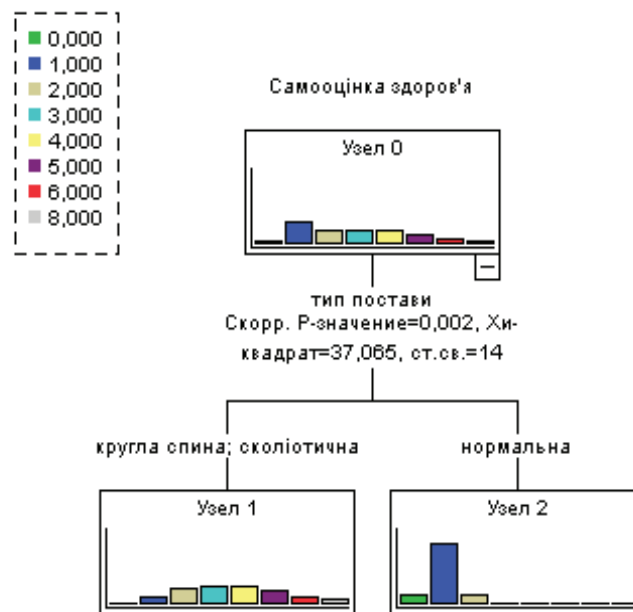 0,000
1,000
2,000
3,000
4,000
5,000
6,000
8,000
Самооцінка здоров'я
Узел 0
тип постави
Скорр. Р-значение=0,002, Хи-
квадрат=37,065, ст.св.=14
кругла спина; сколіотична
нормальна
Узел 1
Узел 2